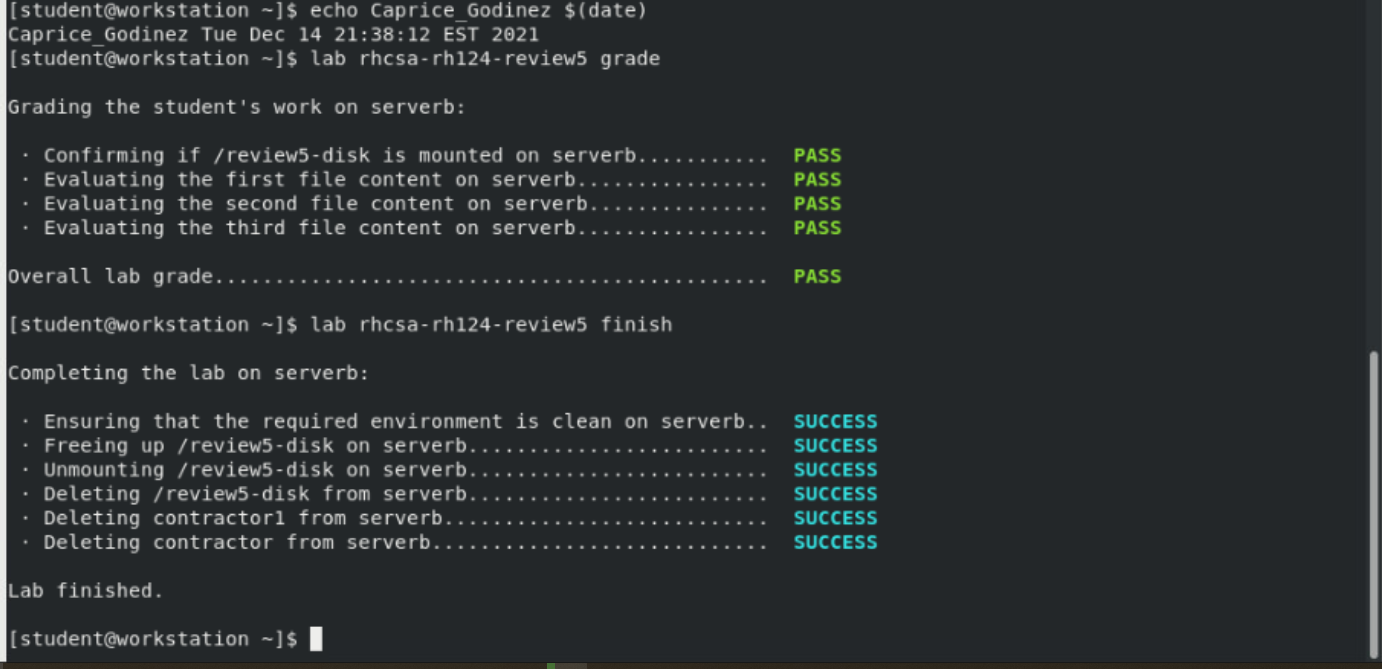 [student@workstation ~]$ echo Caprice_Godinez $(date)
Caprice_Godinez Tue Dec 14 21:38:12 EST 2021
[student@workstation ~]$ lab rhcsa-rh124-review5 grade
Grading the student's work on serverb:
· Confirming if /review5-disk is mounted on serverb........... PASS
· Evaluating the first file content on serverb................ PASS
· Evaluating the second file content on serverb............... PASS
· Evaluating the third file content on serverb................ PASS
Overall lab grade.............................................. PASS
[student@workstation ~]$ lab rhcsa-rh124-review5 finish
Completing the lab on serverb:
· Ensuring that the required environment is clean on serverb.. SUCCESS
· Freeing up /review5-disk on serverb......................... SUCCESS
· Unmounting /review5-disk on serverb......................... SUCCESS
· Deleting /review5-disk from serverb......................... SUCCESS
· Deleting contractor1 from serverb........................... SUCCESS
· Deleting contractor from serverb............................ SUCCESS
Lab finished.
[student@workstation ~]$